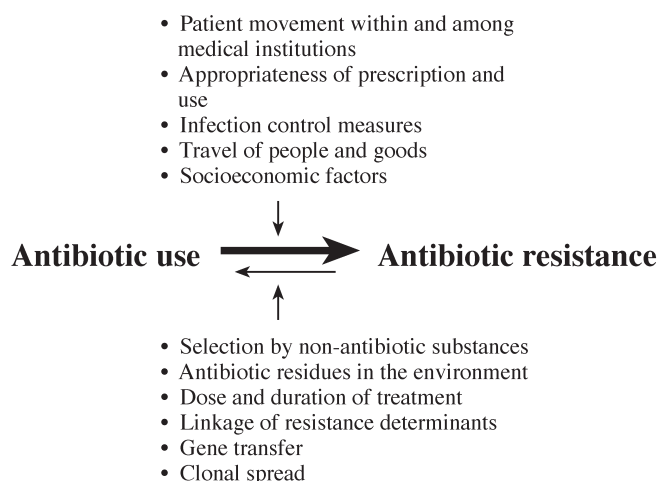 • Patient movement within and among
medical institutions
• Appropriateness of prescription and
use
• Infection control measures
• Travel of people and goods
• Socioeconomic factors
Antibiotic use
Antibiotic resistance
• Selection by non-antibiotic substances
• Antibiotic residues in the environment
• Dose and duration of treatment
• Linkage of resistance determinants
• Gene transfer
• Clonal spread